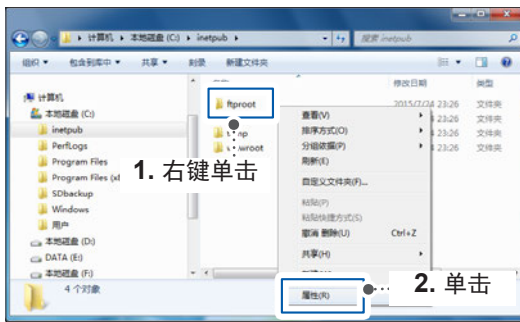 计算机 ▸ 本地磁盘 (C:) ▸ inetpub ▸
搜索 inetpub
组织 ▼ 包含到库中 ▼ 共享 ▼ 刻录 新建文件夹
修改日期 类型
计算机
本地磁盘 (C:)
inetpub
PerfLogs
Program Files
Program Files (x
SDbackup
Windows
用户
本地磁盘 (D:)
DATA (E:)
本地磁盘 (F:)
ftproot
2015/7/24 23:26 文件夹
4 23:26 文件夹
4 23:26 文件夹
wwroot
1. 右键单击
查看(V)
排序方式(O)
分组依据(P)
刷新(E)
自定义文件夹(F)...
粘贴(P)
粘贴快捷方式(S)
撤消 删除(U) Ctrl+Z
共享(H)
属性(R)
2. 单击
4 个对象